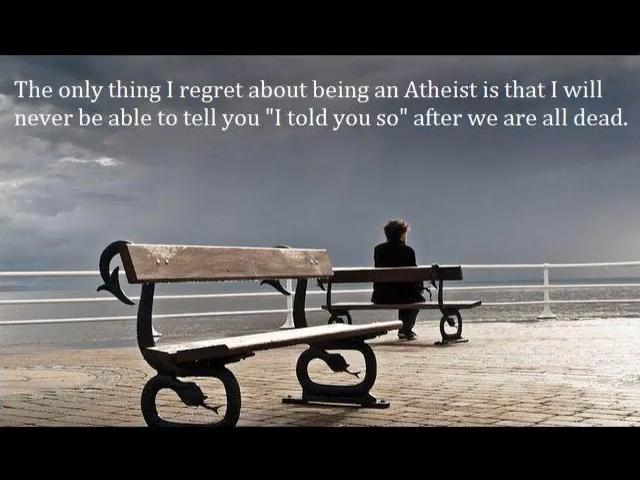 The only thing I regret about being an Atheist is that I will
never be able to tell you "I told you so" after we are all dead.